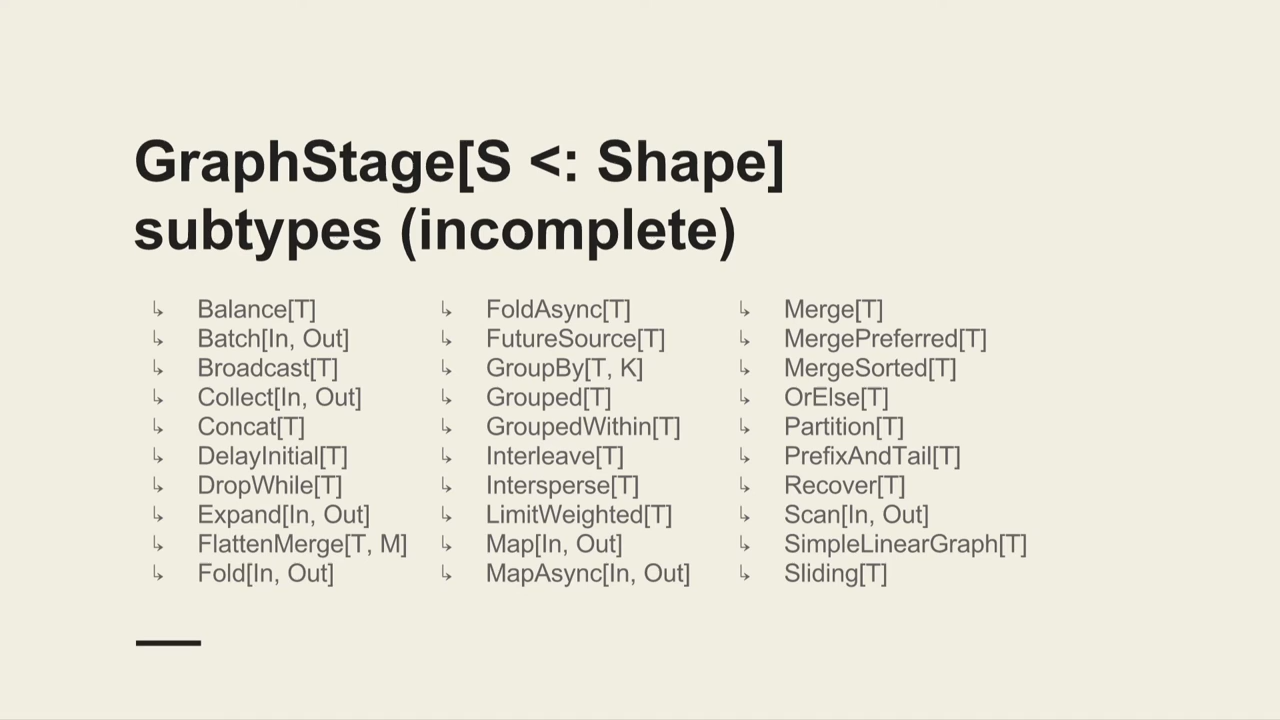 GraphStage[S <: Shape]
subtypes (incomplete)
↳ Balance[T]
↳ Batch[In, Out]
↳ Broadcast[T]
↳ Collect[In, Out]
↳ Concat[T]
↳ DelayInitial[T]
↳ DropWhile[T]
↳ Expand[In, Out]
↳ FlattenMerge[T, M]
↳ Fold[In, Out]
↳ FoldAsync[T]
↳ FutureSource[T]
↳ GroupBy[T, K]
↳ Grouped[T]
↳ GroupedWithin[T]
↳ Interleave[T]
↳ Intersperse[T]
↳ LimitWeighted[T]
↳ Map[In, Out]
↳ MapAsync[In, Out]
↳ Merge[T]
↳ MergePreferred[T]
↳ MergeSorted[T]
↳ OrElse[T]
↳ Partition[T]
↳ PrefixAndTail[T]
↳ Recover[T]
↳ Scan[In, Out]
↳ SimpleLinearGraph[T]
↳ Sliding[T]